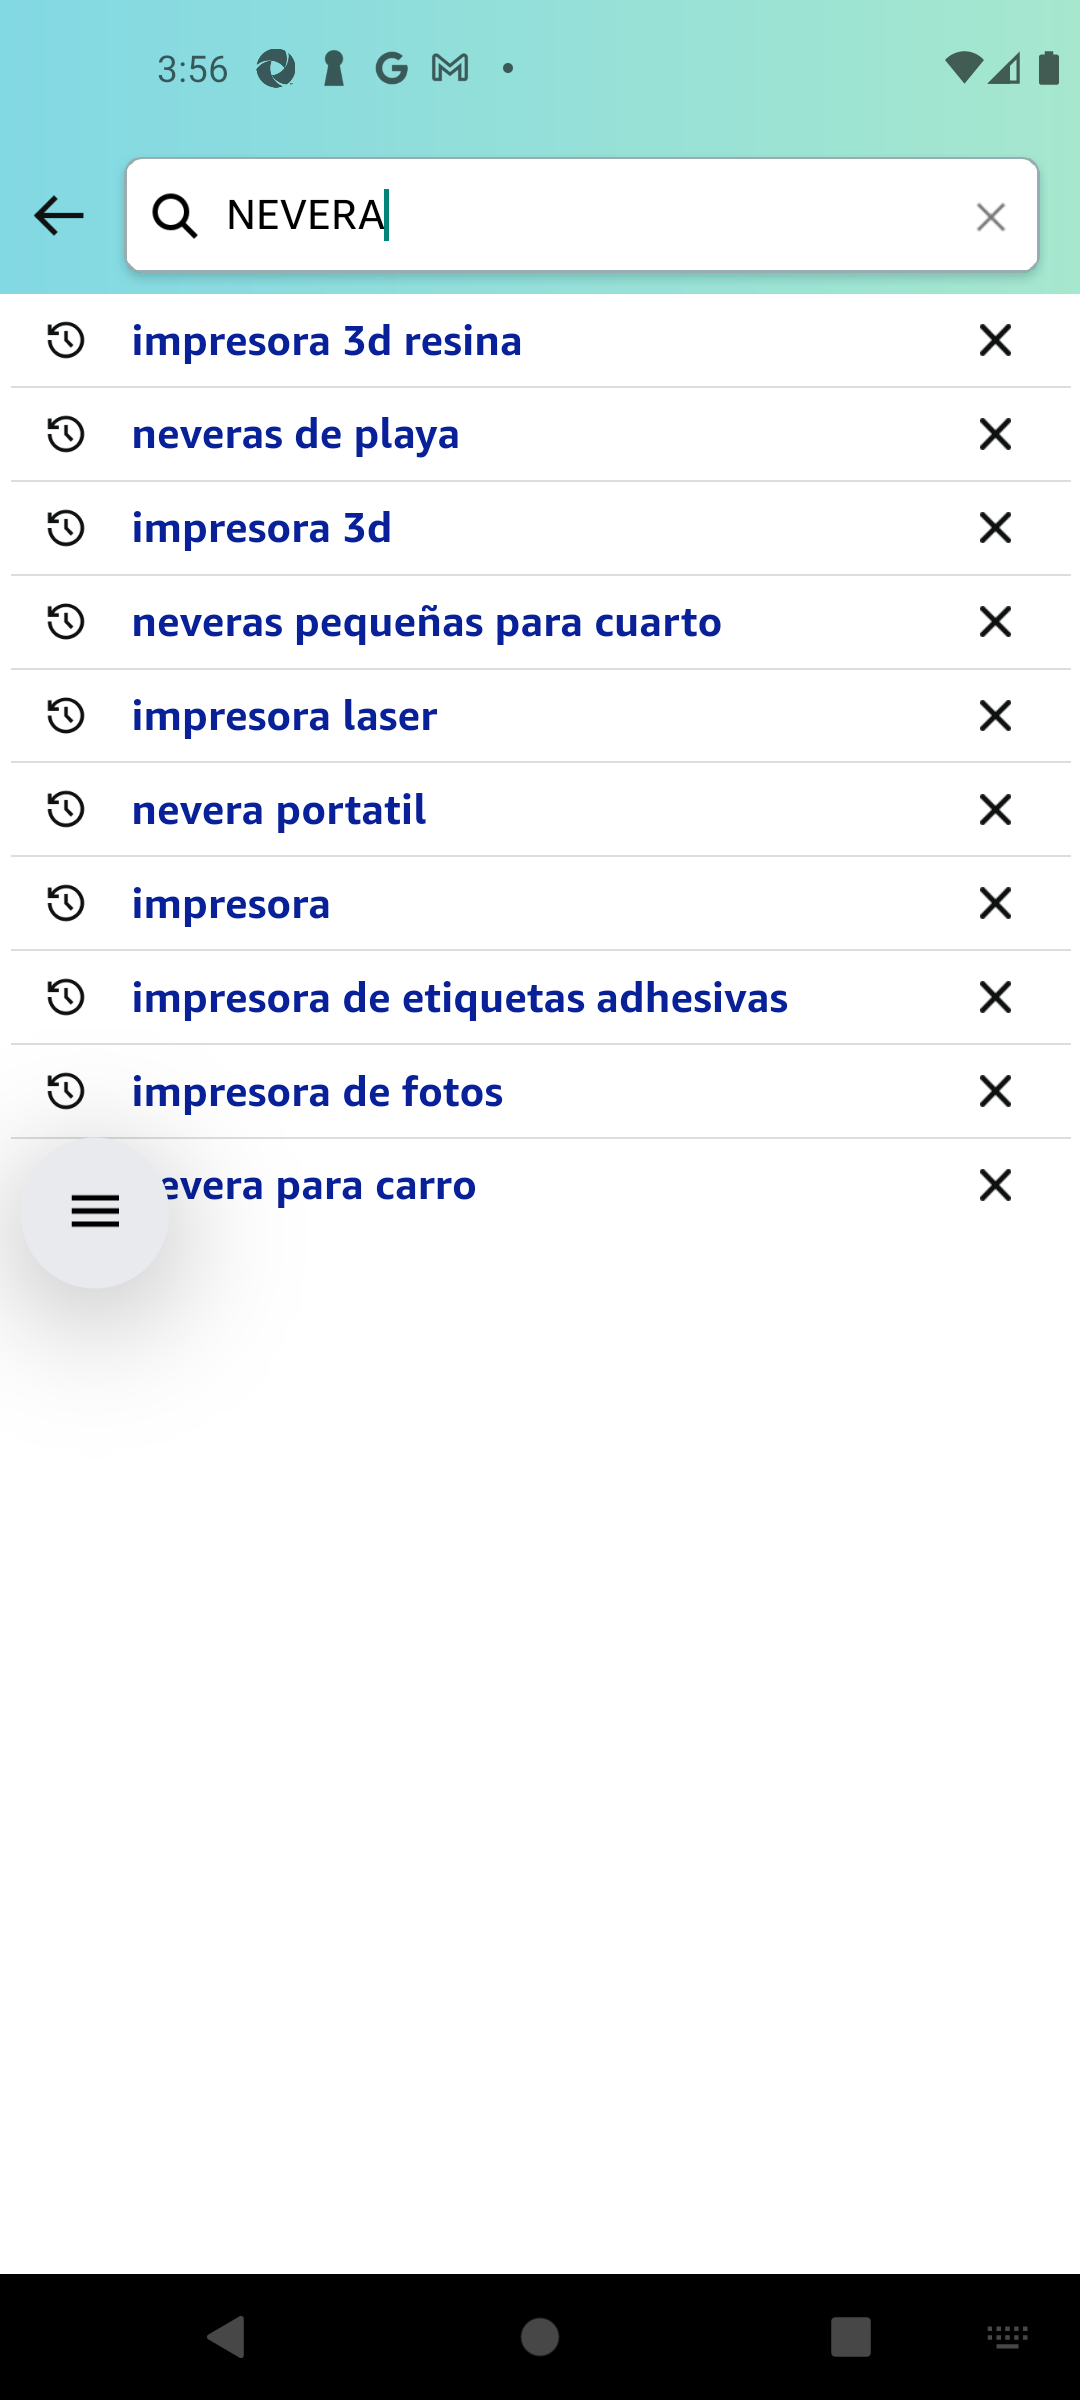 3:56
NEVERA
impresora 3d resina
neveras de playa
impresora 3d
neveras pequeñas para cuarto
impresora laser
nevera portatil
impresora
impresora de etiquetas adhesivas
impresora de fotos
evera para carro